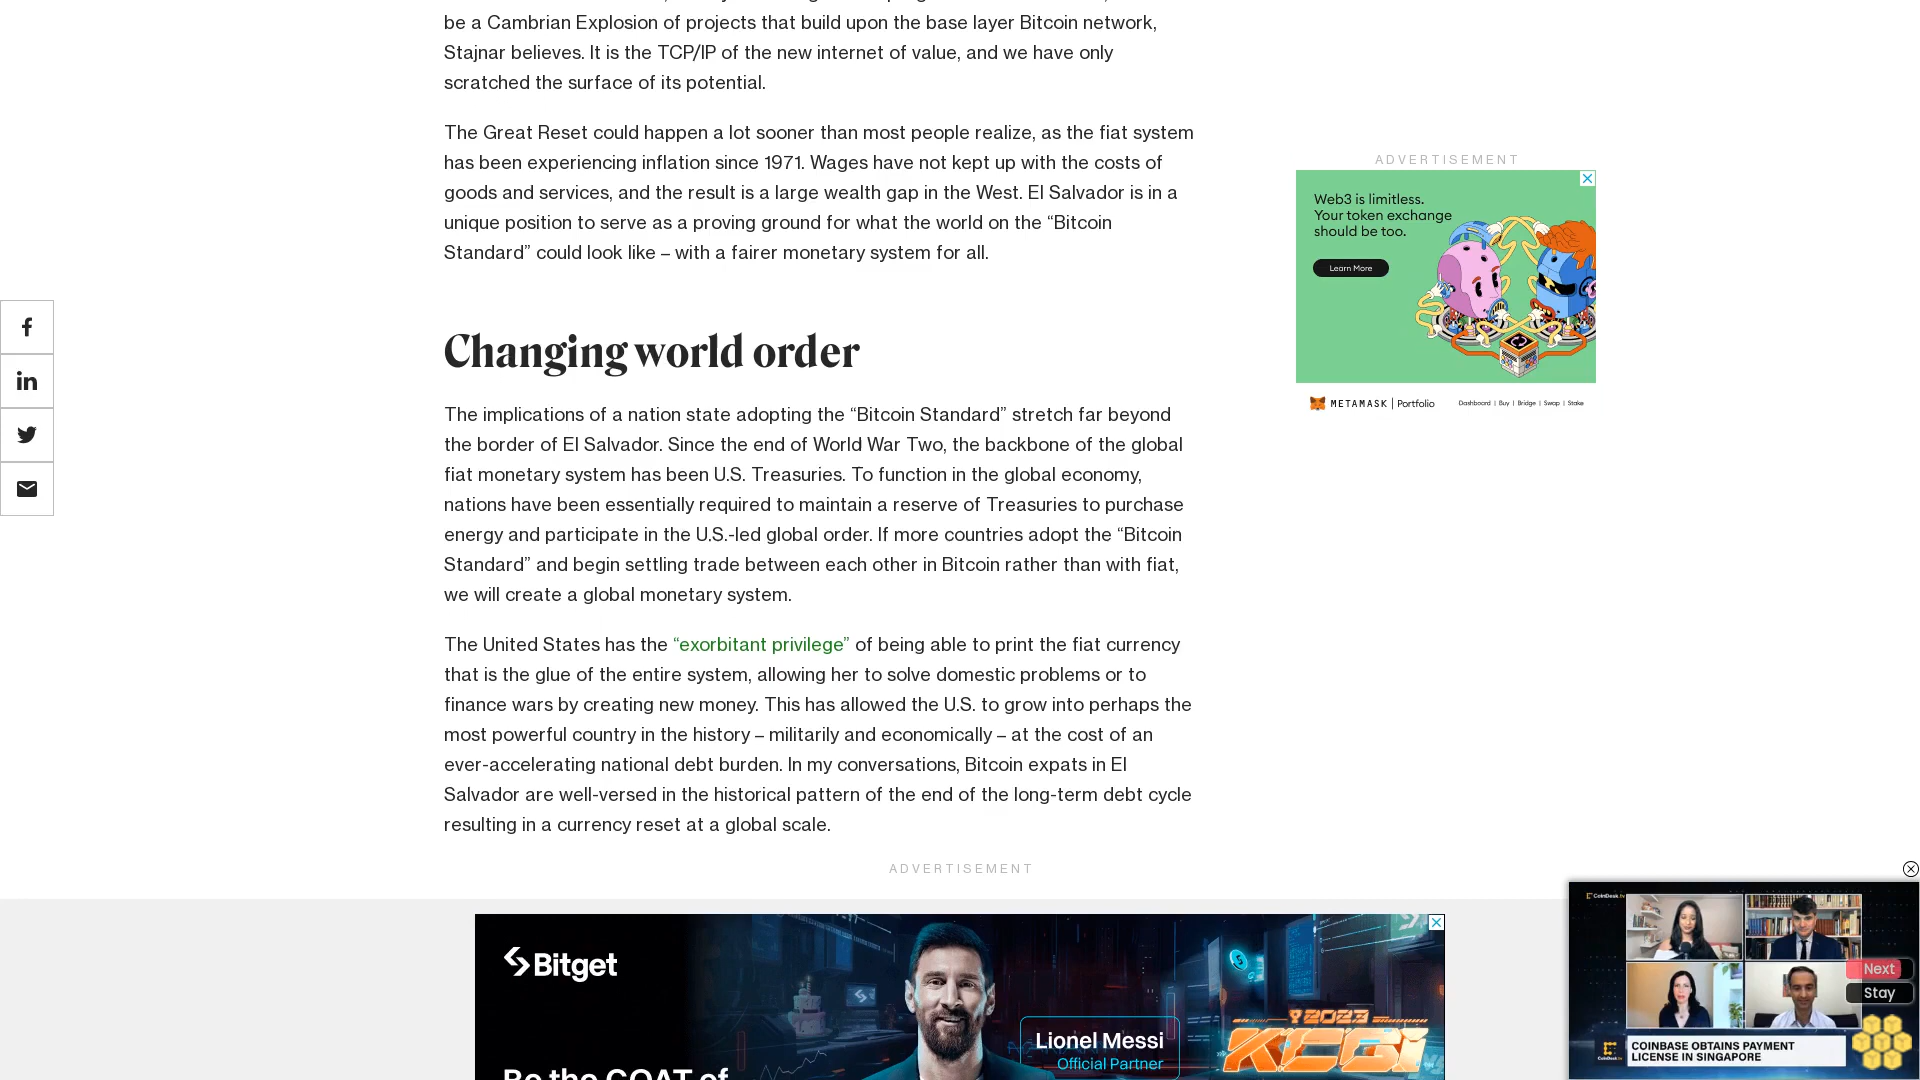 be a Cambrian Explosion of projects that build upon the base layer Bitcoin network,
Stajnar believes. It is the TCP/IP of the new internet of value, and we have only
scratched the surface of its potential.
The Great Reset could happen a lot sooner than most people realize, as the fiat system
has been experiencing inflation since 1971. Wages have not kept up with the costs of
goods and services, and the result is a large wealth gap in the West. El Salvador is in a
unique position to serve as a proving ground for what the world on the “Bitcoin
Standard” could look like – with a fairer monetary system for all.
Changing world order
The implications of a nation state adopting the “Bitcoin Standard” stretch far beyond
the border of El Salvador. Since the end of World War Two, the backbone of the global
fiat monetary system has been U.S. Treasuries. To function in the global economy,
nations have been essentially required to maintain a reserve of Treasuries to purchase
energy and participate in the U.S.-led global order. If more countries adopt the “Bitcoin
Standard” and begin settling trade between each other in Bitcoin rather than with fiat,
we will create a global monetary system.
The United States has the “exorbitant privilege” of being able to print the fiat currency
that is the glue of the entire system, allowing her to solve domestic problems or to
finance wars by creating new money. This has allowed the U.S. to grow into perhaps the
most powerful country in the history – militarily and economically – at the cost of an
ever-accelerating national debt burden. In my conversations, Bitcoin expats in El
Salvador are well-versed in the historical pattern of the end of the long-term debt cycle
resulting in a currency reset at a global scale.
ADVERTISEMENT
Web3 is limitless.
Your token exchange
should be too.
Learn More
METAMASK | Portfolio
Dashboard | Buy | Bridge | Swap | Stake
ADVERTISEMENT
Bitget
Lionel Messi
Official Partner
Y2023
KCGI
Be the GOAT of
CoinDesk.tv
Next
Stay
CoinDesk.tv
COINBASE OBTAINS PAYMENT
LICENSE IN SINGAPORE